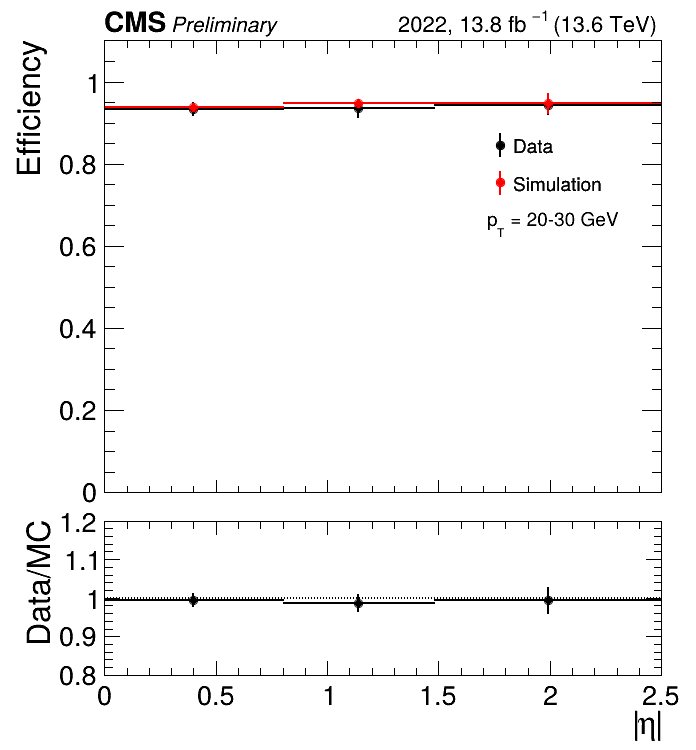 CMS Preliminary 2022, 13.8 fb⁻¹ (13.6 TeV)
Efficiency
1
0.8
0.6
0.4
0.2
0
Data
Simulation
p_T = 20-30 GeV
Data/MC
1.2
1.1
1
0.9
0.8
0 0.5 1 1.5 2 2.5
|η|